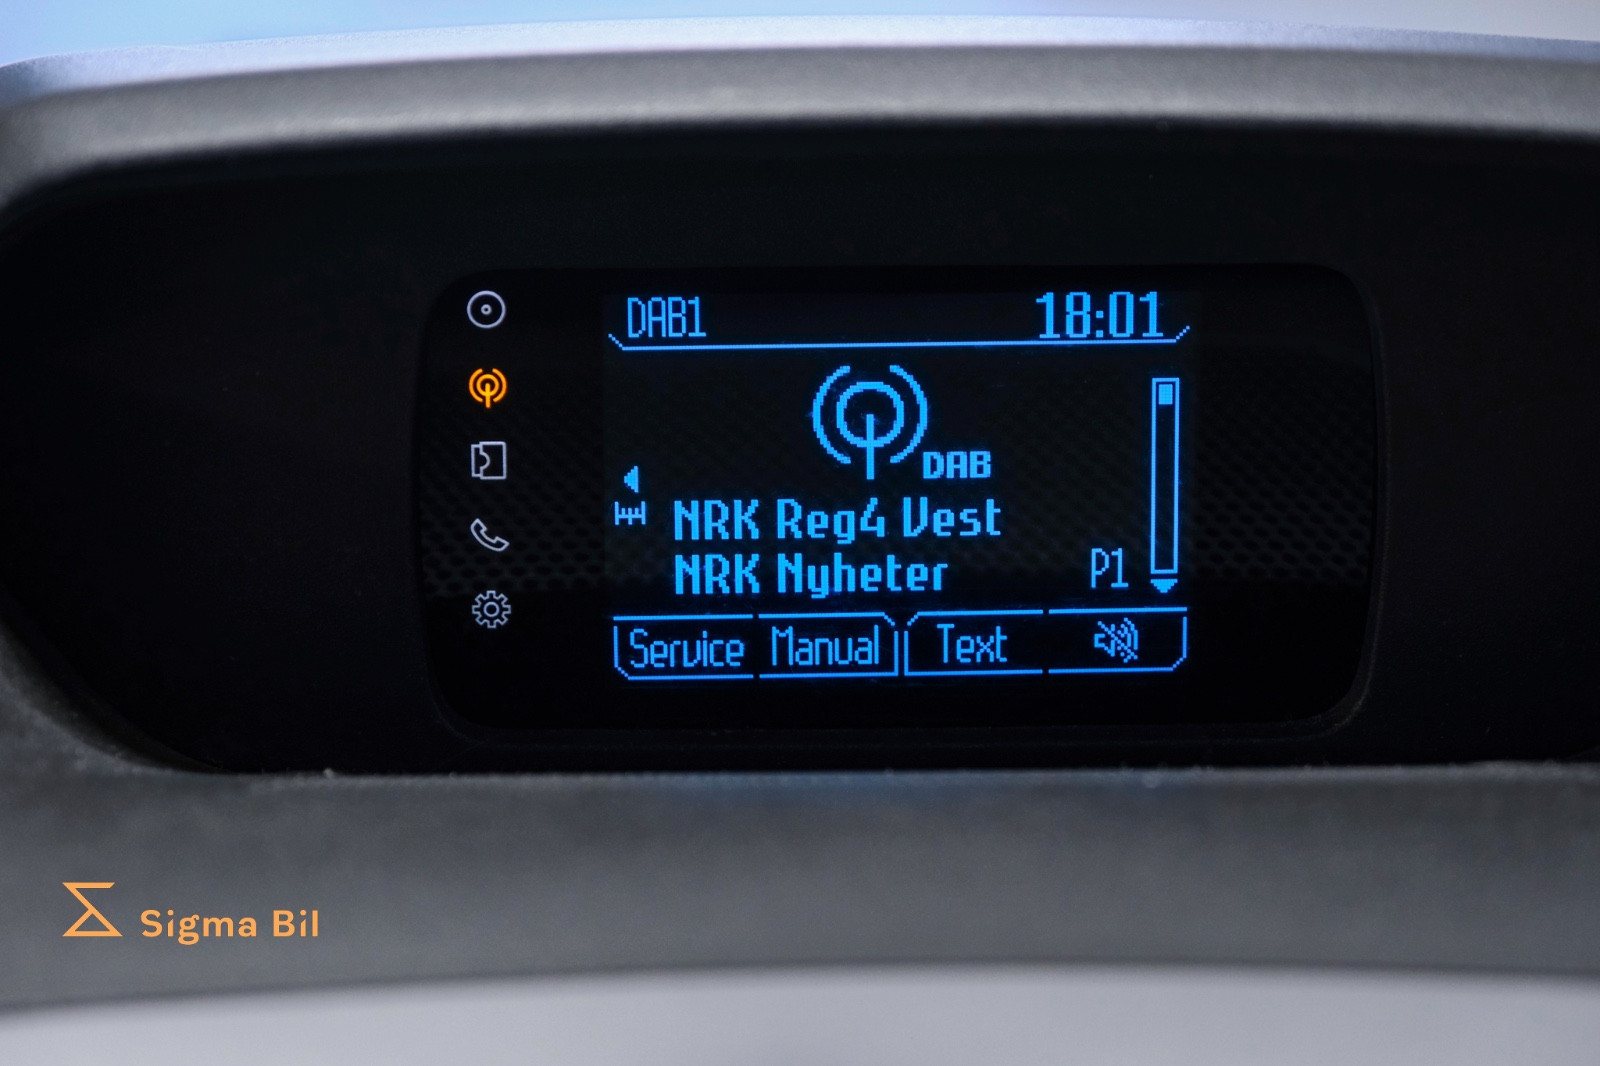 DAB1 18:01
DAB
NRK Reg4 Vest
NRK Nyheter P1
Service Manual Text
Sigma Bil